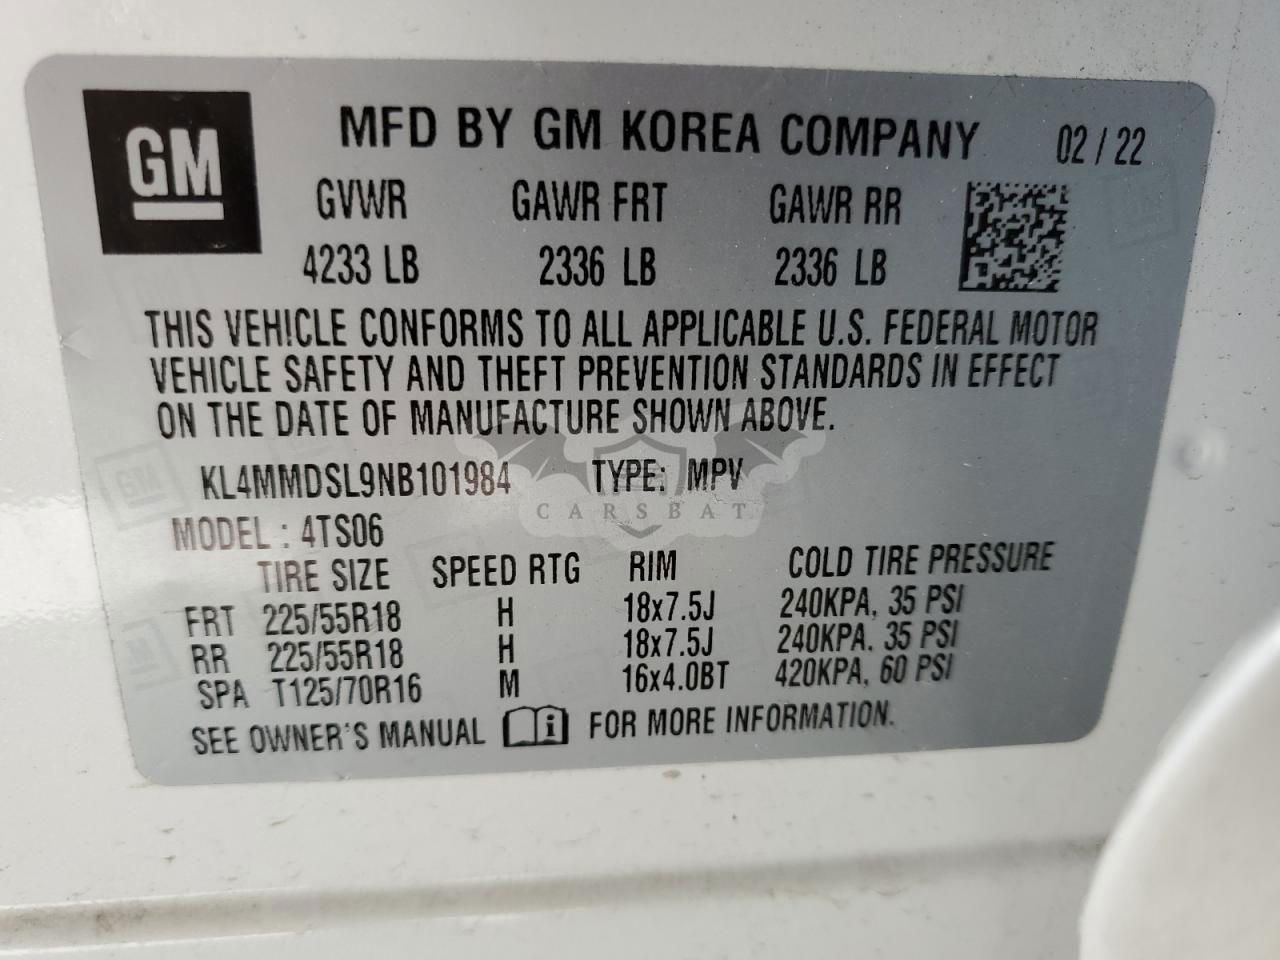 GM
MFD BY GM KOREA COMPANY 02 / 22
GVWR GAWR FRT GAWR RR
4233 LB 2336 LB 2336 LB
THIS VEHICLE CONFORMS TO ALL APPLICABLE U.S. FEDERAL MOTOR
VEHICLE SAFETY AND THEFT PREVENTION STANDARDS IN EFFECT
ON THE DATE OF MANUFACTURE SHOWN ABOVE.
KL4MMDSL9NB101984 TYPE: MPV
CARSBAT
MODEL : 4TS06
TIRE SIZE SPEED RTG RIM COLD TIRE PRESSURE
FRT 225/55R18 H 18x7.5J 240KPA, 35 PSI
RR 225/55R18 H 18x7.5J 240KPA. 35 PSI
SPA T125/70R16 M 16x4.0BT 420KPA, 60 PSI
SEE OWNER'S MANUAL i FOR MORE INFORMATION.